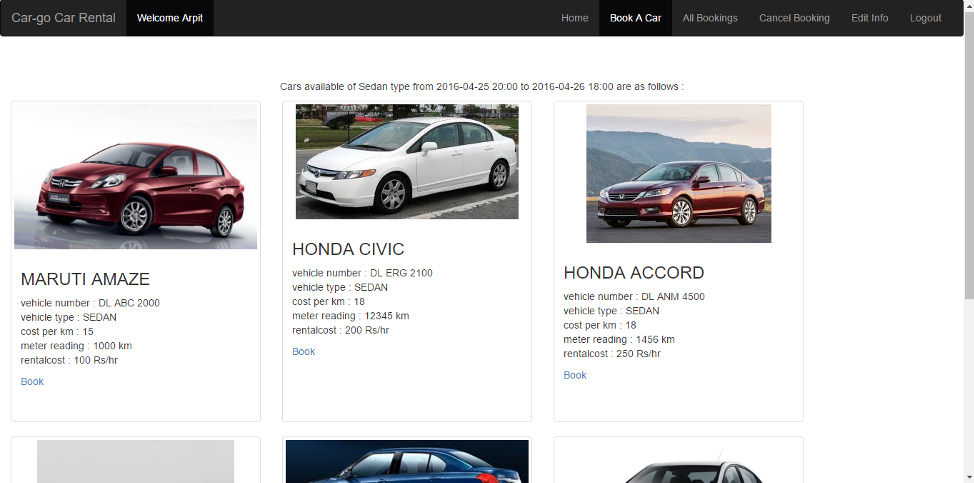 Car-go Car Rental
Welcome Arpit
Home
Book A Car
All Bookings
Cancel Booking
Edit Info
Logout
Cars available of Sedan type from 2016-04-25 20:00 to 2016-04-26 18:00 are as follows :
MARUTI AMAZE
vehicle number : DL ABC 2000
vehicle type : SEDAN
cost per km : 15
meter reading : 1000 km
rentalcost : 100 Rs/hr
Book
HONDA CIVIC
vehicle number : DL ERG 2100
vehicle type : SEDAN
cost per km : 18
meter reading : 12345 km
rentalcost : 200 Rs/hr
Book
HONDA ACCORD
vehicle number : DL ANM 4500
vehicle type : SEDAN
cost per km : 18
meter reading : 1456 km
rentalcost : 250 Rs/hr
Book